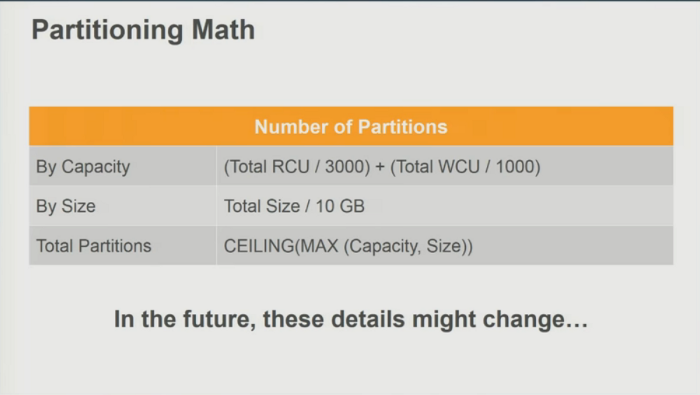 Partitioning Math
Number of Partitions
By Capacity (Total RCU / 3000) + (Total WCU / 1000)
By Size Total Size / 10 GB
Total Partitions CEILING(MAX (Capacity, Size))
In the future, these details might change…